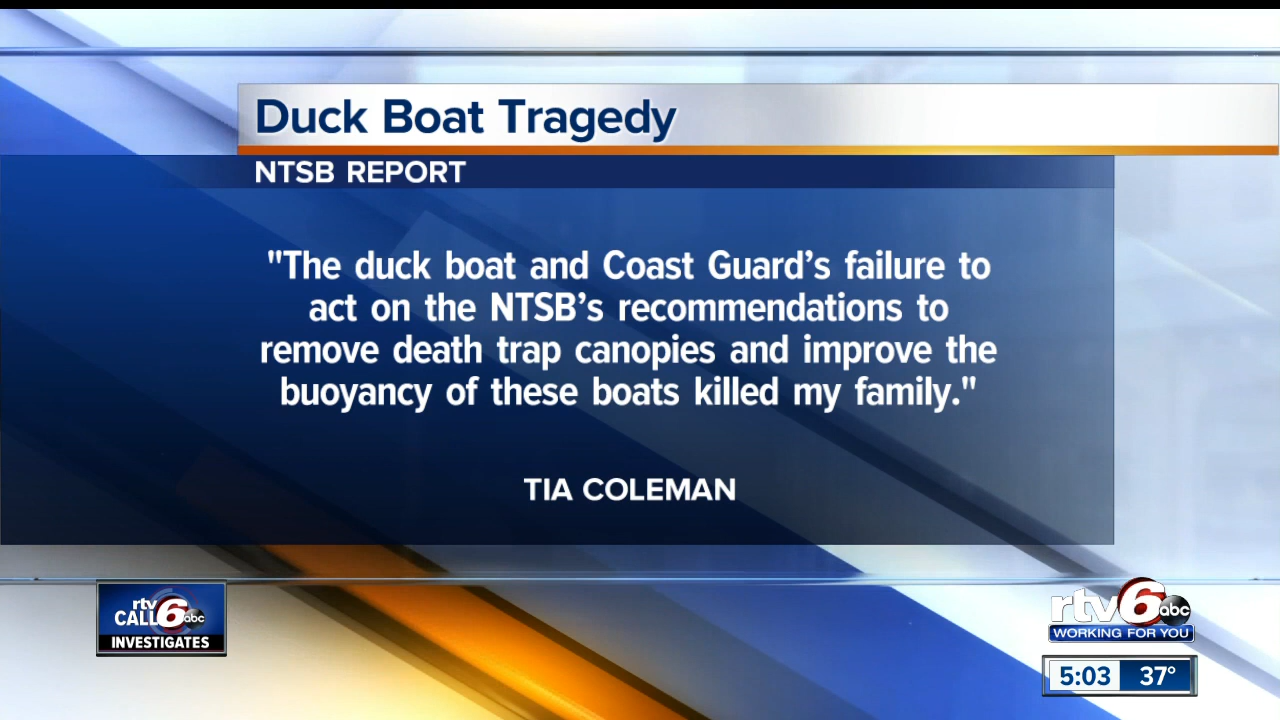 Duck Boat Tragedy
NTSB REPORT
"The duck boat and Coast Guard’s failure to
act on the NTSB’s recommendations to
remove death trap canopies and improve the
buoyancy of these boats killed my family."
TIA COLEMAN
rtv6 abc
CALL 6
INVESTIGATES
rtv6 abc
WORKING FOR YOU
5:03 37°